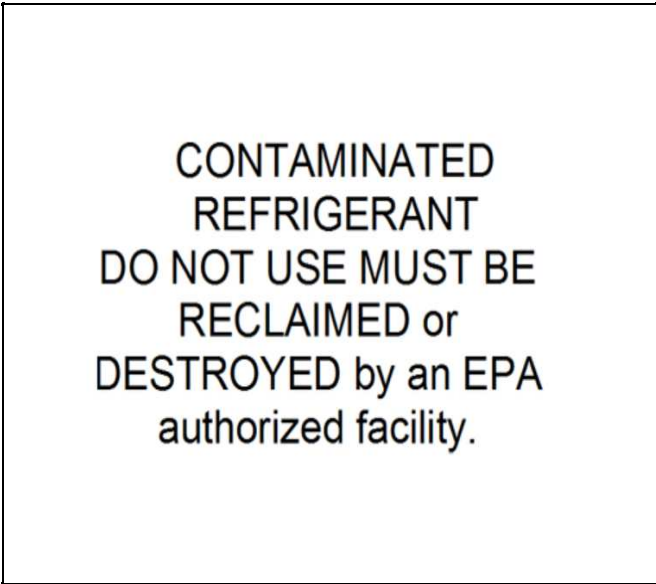 CONTAMINATED
REFRIGERANT
DO NOT USE MUST BE
RECLAIMED or
DESTROYED by an EPA
authorized facility.